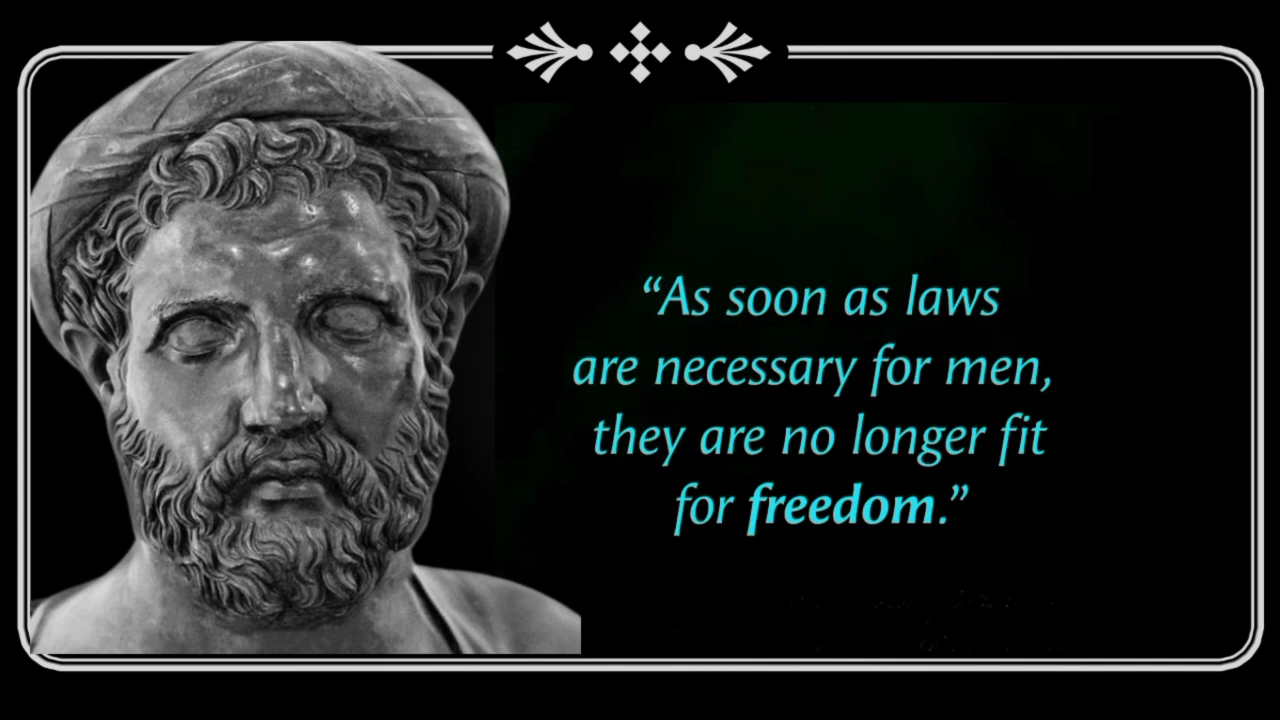 “As soon as laws
are necessary for men,
they are no longer fit
for freedom.”